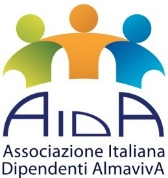 AIDA
Associazione Italiana
Dipendenti AlmavivA